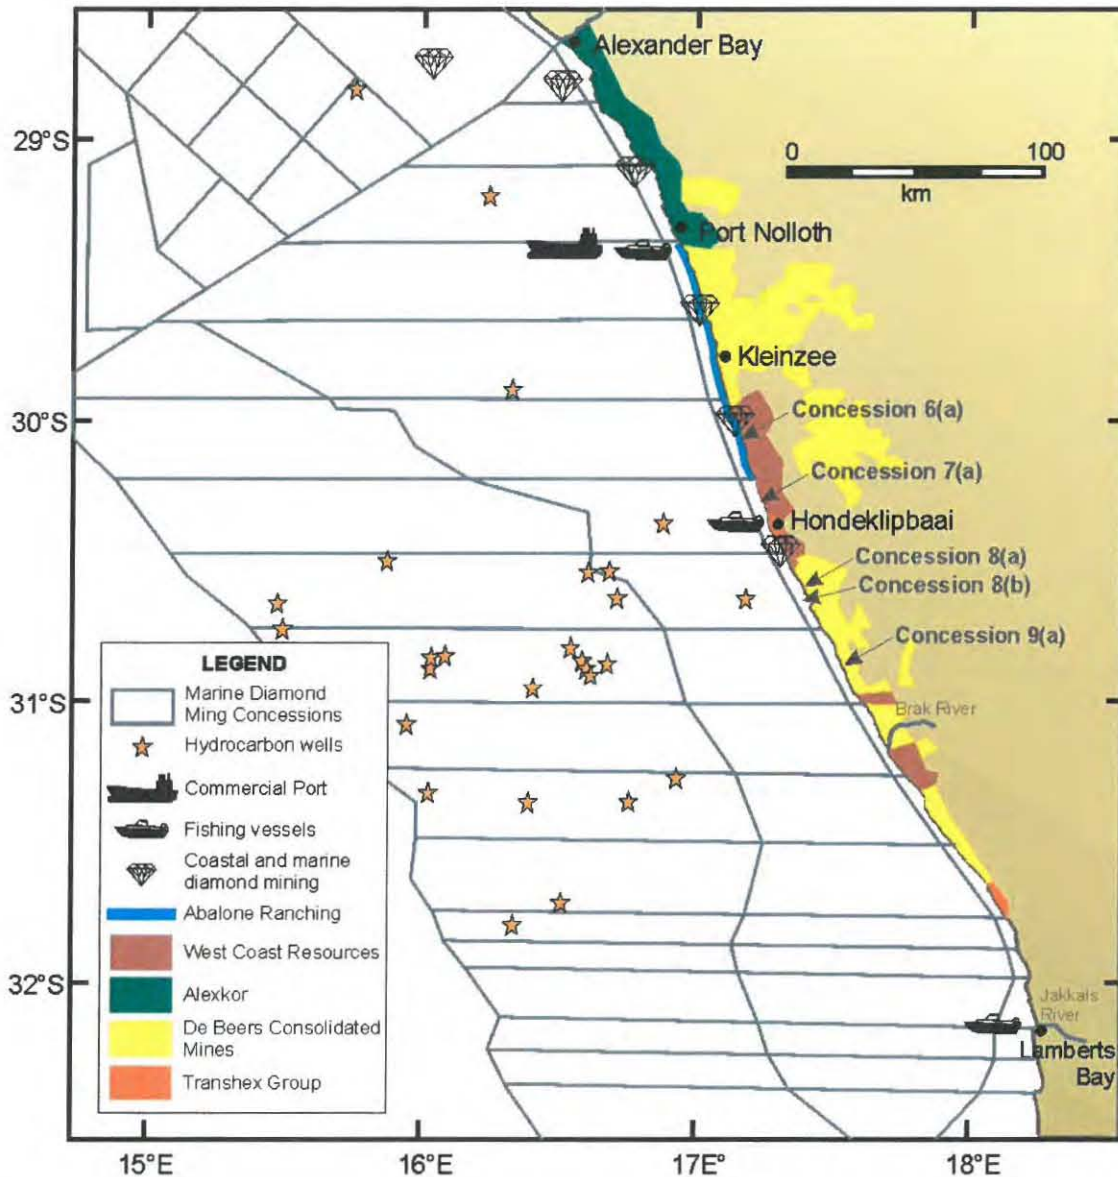 Alexander Bay
29°S
0 100
km
Port Nolloth
Kleinzee
30°S
Concession 6(a)
Concession 7(a)
Hondeklipbaai
Concession 8(a)
Concession 8(b)
Concession 9(a)
LEGEND
Marine Diamond
Ming Concessions
Hydrocarbon wells
Commercial Port
Fishing vessels
Coastal and marine
diamond mining
Abalone Ranching
West Coast Resources
Alexkor
De Beers Consolidated
Mines
Transhex Group
31°S
Brak River
32°S
Jakkals
River
Lamberts
Bay
15°E 16°E 17°E 18°E